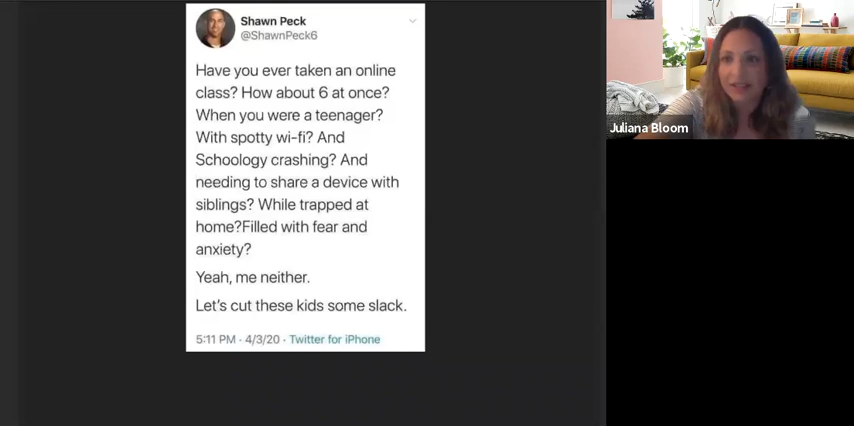 Shawn Peck
@ShawnPeck6
Have you ever taken an online
class? How about 6 at once?
When you were a teenager?
With spotty wi-fi? And
Schoology crashing? And
needing to share a device with
siblings? While trapped at
home?Filled with fear and
anxiety?
Yeah, me neither.
Let's cut these kids some slack.
5:11 PM · 4/3/20 · Twitter for iPhone
Juliana Bloom